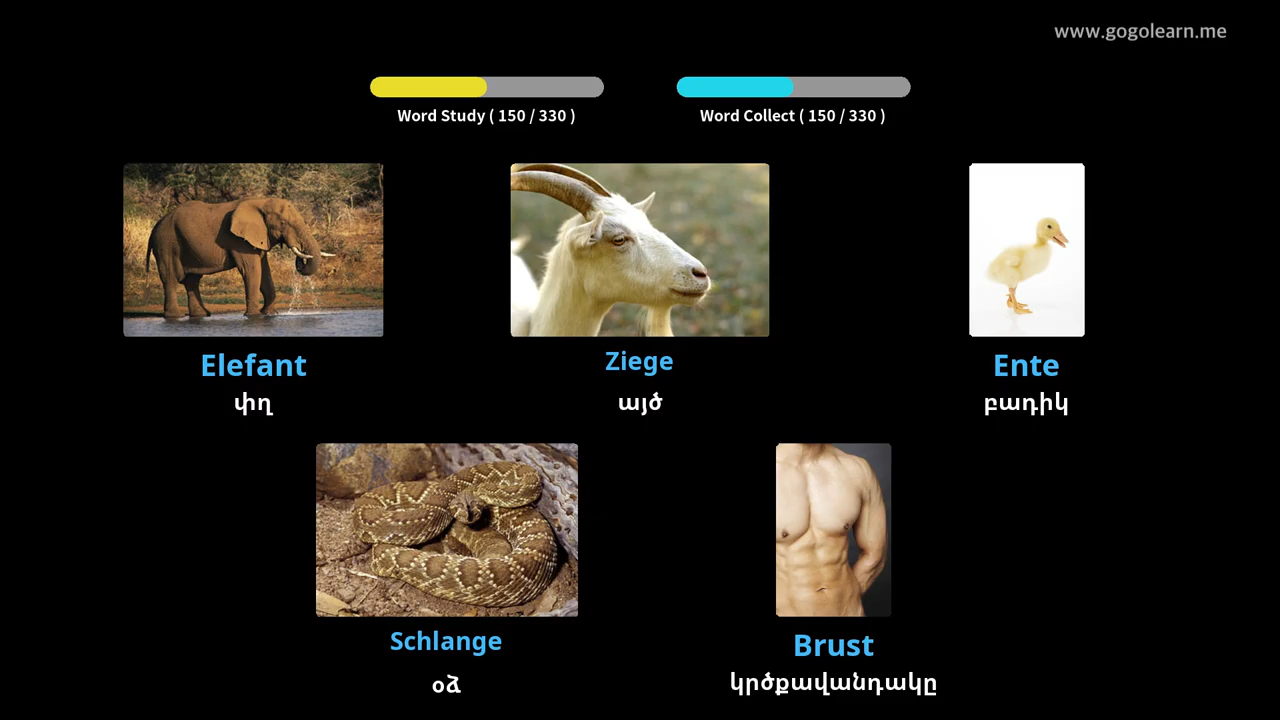 www.gogolearn.me
Word Study ( 150 / 330 )
Word Collect ( 150 / 330 )
Elefant
փղ
Ziege
այծ
Ente
բադիկ
Schlange
օձ
Brust
կրծքավանդակը